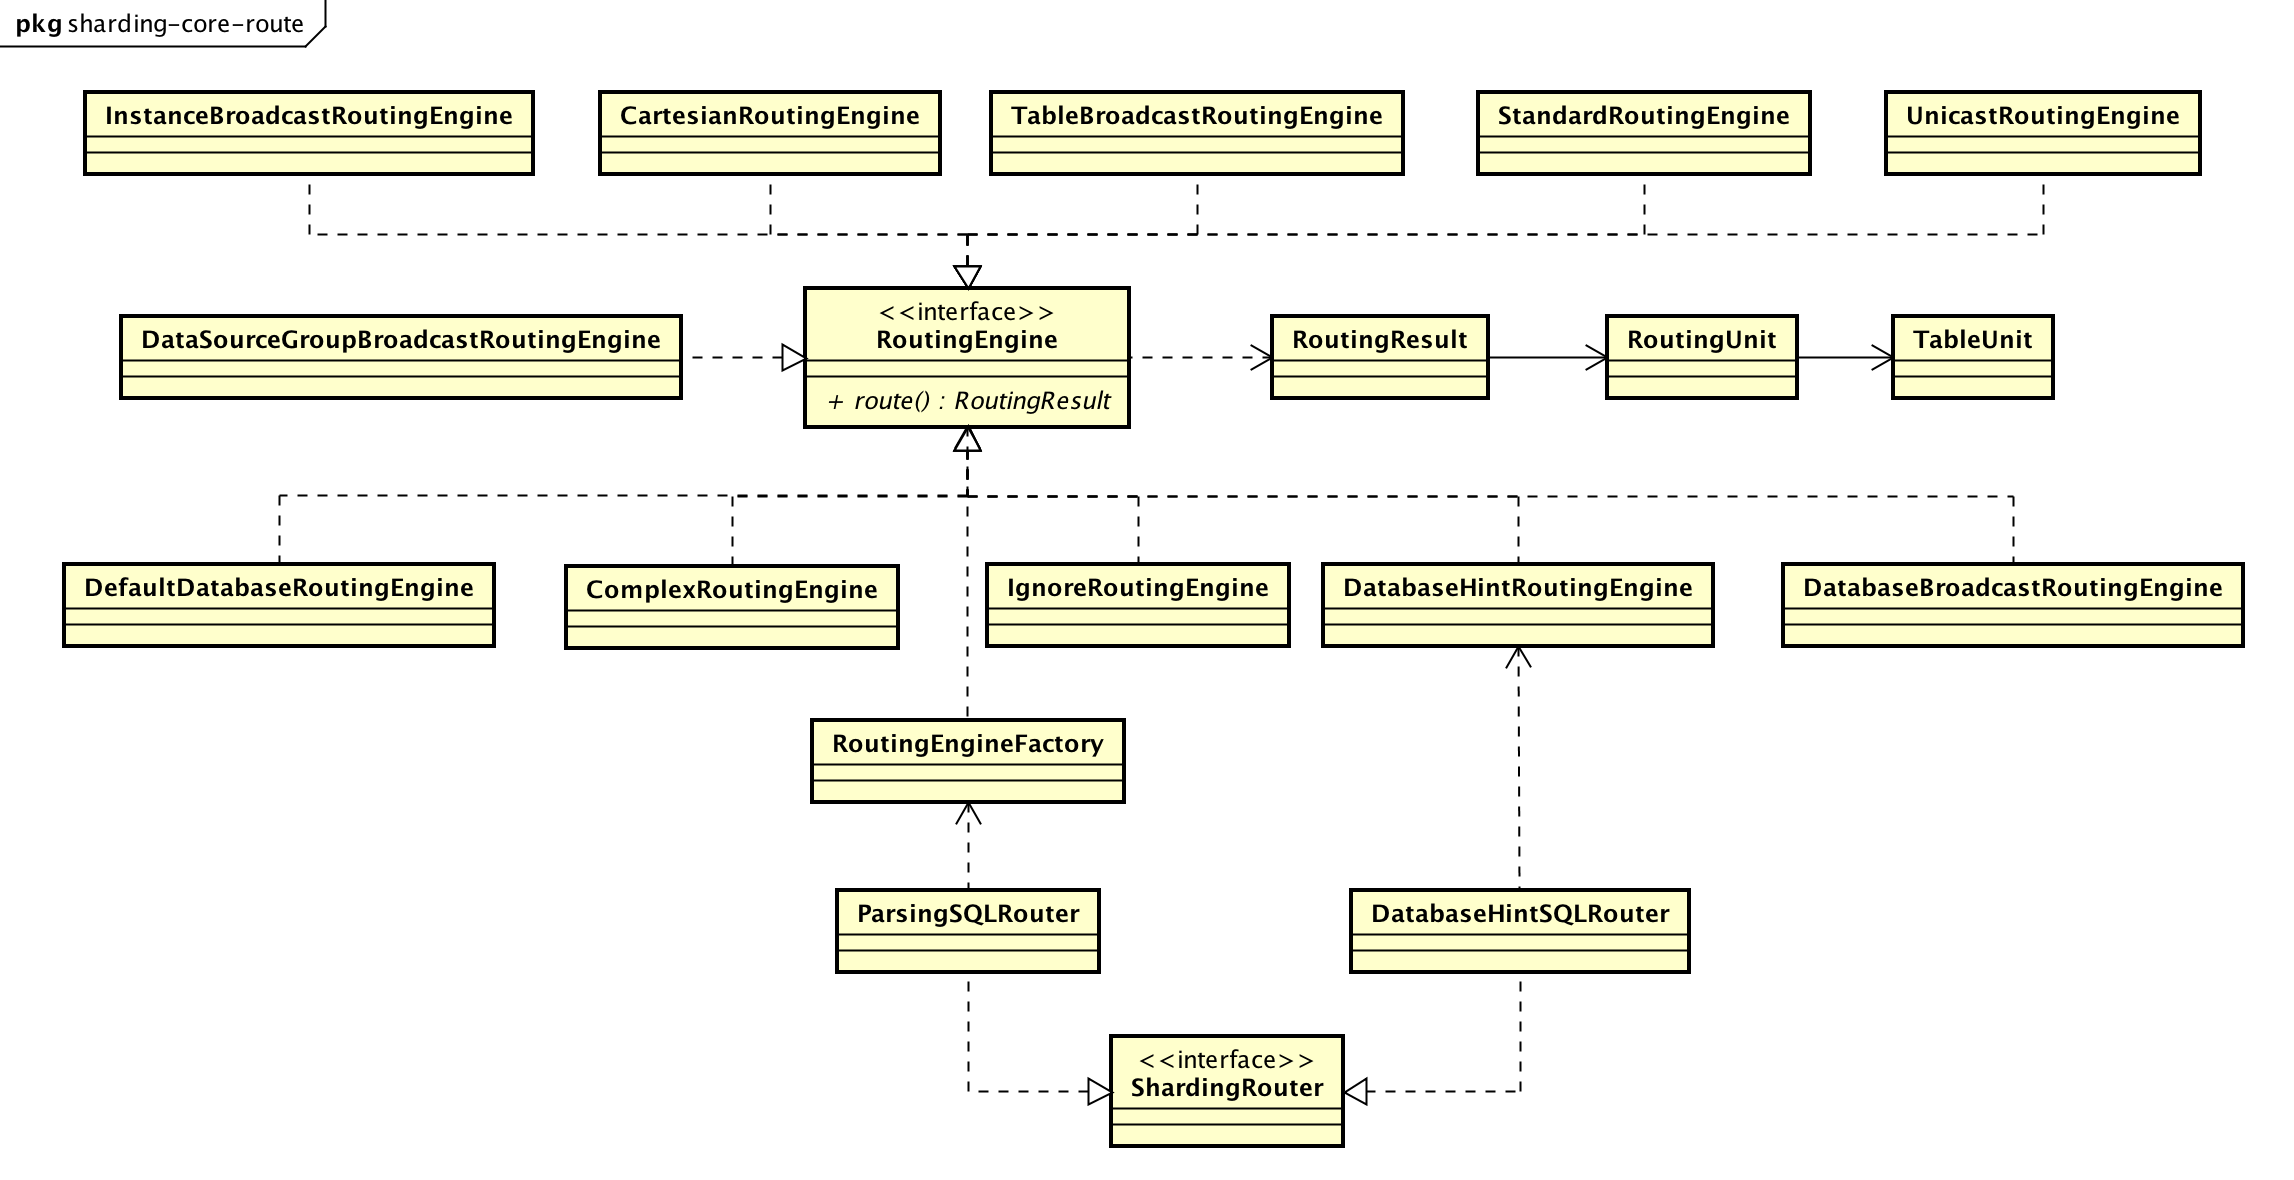 pkg sharding-core-route
InstanceBroadcastRoutingEngine
CartesianRoutingEngine
TableBroadcastRoutingEngine
StandardRoutingEngine
UnicastRoutingEngine
DataSourceGroupBroadcastRoutingEngine
<<interface>>
RoutingEngine
+ route() : RoutingResult
RoutingResult
RoutingUnit
TableUnit
DefaultDatabaseRoutingEngine
ComplexRoutingEngine
IgnoreRoutingEngine
DatabaseHintRoutingEngine
DatabaseBroadcastRoutingEngine
RoutingEngineFactory
ParsingSQLRouter
DatabaseHintSQLRouter
<<interface>>
ShardingRouter